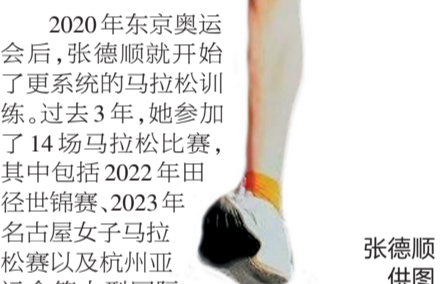 2020年东京奥运
会后，张德顺就开始
了更系统的马拉松训
练。过去3年，她参加
了14场马拉松比赛，
其中包括2022年田
径世锦赛、2023年
名古屋女子马拉
松赛以及杭州亚
张德顺
供图